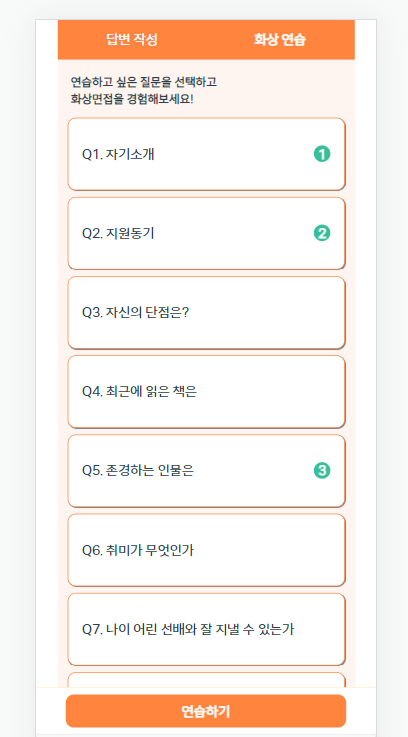 답변 작성
화상 연습
연습하고 싶은 질문을 선택하고
화상면접을 경험해보세요!
Q1. 자기소개
1
Q2. 지원동기
2
Q3. 자신의 단점은?
Q4. 최근에 읽은 책은
Q5. 존경하는 인물은
3
Q6. 취미가 무엇인가
Q7. 나이 어린 선배와 잘 지낼 수 있는가
연습하기